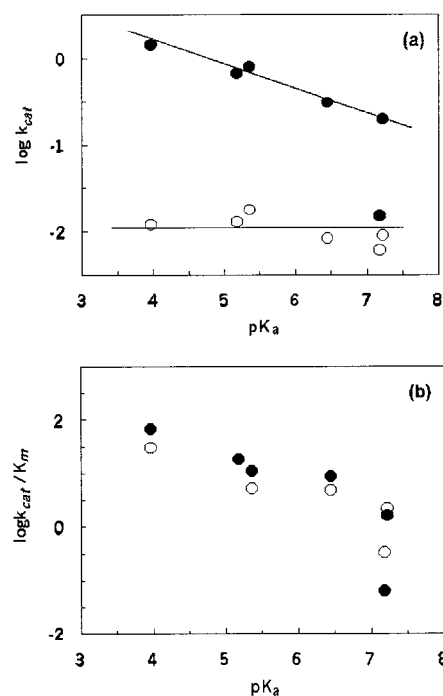 (a)
0
-1
-2
log k_cat
3 4 5 6 7 8
pK_a
(b)
2
0
-2
logk_cat/K_m
3 4 5 6 7 8
pK_a